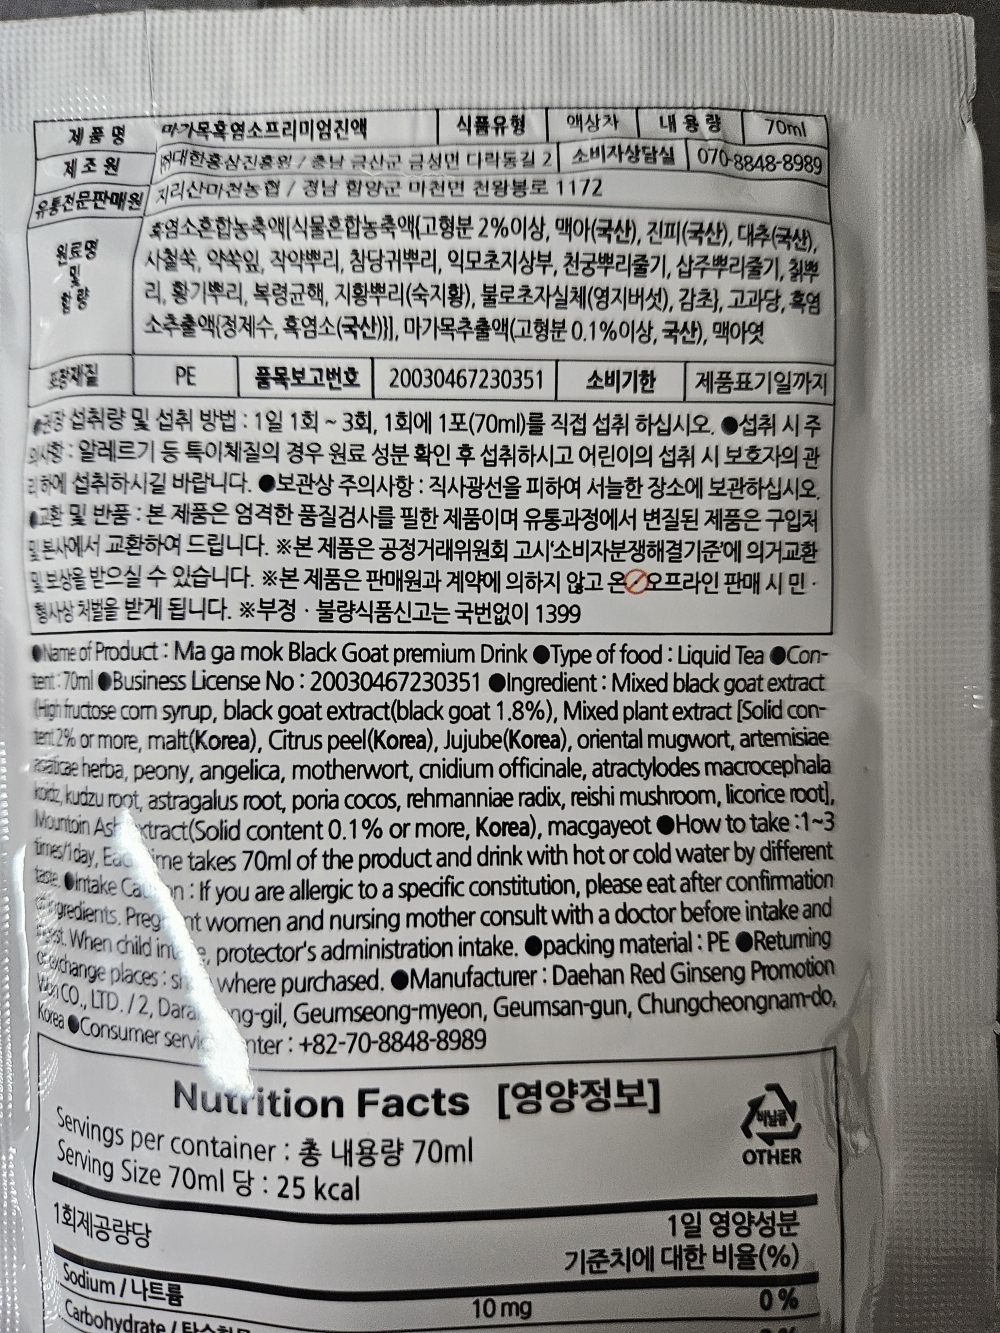 제 품 명 마가목흑염소프리미엄진액 식품유형 액상차 내 용 량 70ml
제 조 원 ㈜대한홍삼진흥원 / 충남 금산군 금성면 다락동길 2 소비자상담실 070-8848-8989
유통전문판매원 지리산마천농협 / 경남 함양군 마천면 천왕봉로 1172
원료명 및 함량
흑염소혼합농축액[식물혼합농축액{고형분 2%이상, 맥아(국산), 진피(국산), 대추(국산),
사철쑥, 약쑥잎, 작약뿌리, 참당귀뿌리, 익모초지상부, 천궁뿌리줄기, 삽주뿌리줄기, 칡뿌
리, 황기뿌리, 복령균핵, 지황뿌리(숙지황), 불로초자실체(영지버섯), 감초}, 고과당, 흑염
소추출액{정제수, 흑염소(국산)}], 마가목추출액(고형분 0.1%이상, 국산), 맥아엿
포장재질 PE 품목보고번호 20030467230351 소비기한 제품표기일까지
●권장 섭취량 및 섭취 방법 : 1일 1회 ~ 3회, 1회에 1포(70ml)를 직접 섭취 하십시오. ●섭취 시 주
의사항 : 알레르기 등 특이체질의 경우 원료 성분 확인 후 섭취하시고 어린이의 섭취 시 보호자의 관
리 하에 섭취하시길 바랍니다. ●보관상 주의사항 : 직사광선을 피하여 서늘한 장소에 보관하십시오.
●교환 및 반품 : 본 제품은 엄격한 품질검사를 필한 제품이며 유통과정에서 변질된 제품은 구입처
및 본사에서 교환하여 드립니다. ※본 제품은 공정거래위원회 고시'소비자분쟁해결기준'에 의거교환
및 보상을 받으실 수 있습니다. ※본 제품은 판매원과 계약에 의하지 않고 온 오프라인 판매 시 민 ·
형사상 처벌을 받게 됩니다. ※부정 · 불량식품신고는 국번없이 1399
●Name of Product : Ma ga mok Black Goat premium Drink ●Type of food : Liquid Tea ●Con-
tent : 70ml ●Business License No : 20030467230351 ●Ingredient : Mixed black goat extract
(High fructose corn syrup, black goat extract(black goat 1.8%), Mixed plant extract [Solid con-
tent 2% or more, malt(Korea), Citrus peel(Korea), Jujube(Korea), oriental mugwort, artemisiae
asaticae herba, peony, angelica, motherwort, cnidium officinale, atractylodes macrocephala
koidz, kudzu root, astragalus root, poria cocos, rehmanniae radix, reishi mushroom, licorice root],
Mountoin Ash extract(Solid content 0.1% or more, Korea), macgayeot ●How to take :1~3
times/1day, Each time takes 70ml of the product and drink with hot or cold water by different
taste. ●intake Caution : If you are allergic to a specific constitution, please eat after confirmation
of ingredients. Pregnant women and nursing mother consult with a doctor before intake and
When child intake, protector's administration intake. ●packing material : PE ●Returning
or exchange places : where purchased. ●Manufacturer : Daehan Red Ginseng Promotion
Won CO., LTD. / 2, Geumseong-myeon, Geumsan-gun, Chungcheongnam-do,
Korea ●Consumer service center : +82-70-8848-8989
Nutrition Facts [영양정보]
Servings per container : 총 내용량 70ml
Serving Size 70ml 당 : 25 kcal
비닐류
OTHER
1회제공량당 1일 영양성분
기준치에 대한 비율(%)
Sodium / 나트륨 10 mg 0 %
Carbohydrate /